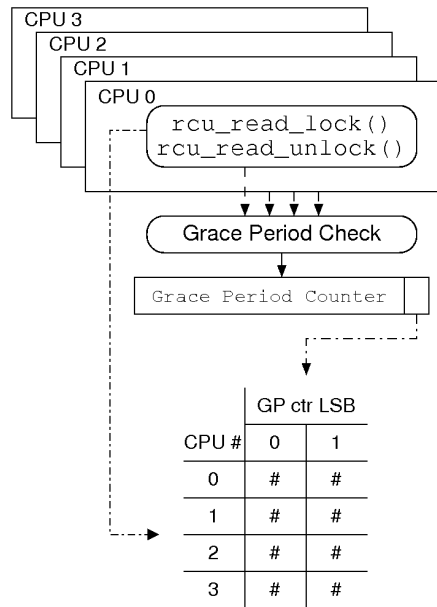 CPU 3
CPU 2
CPU 1
CPU 0
rcu_read_lock()
rcu_read_unlock()
Grace Period Check
Grace Period Counter
GP ctr LSB
CPU # 0 1
0 # #
1 # #
2 # #
3 # #